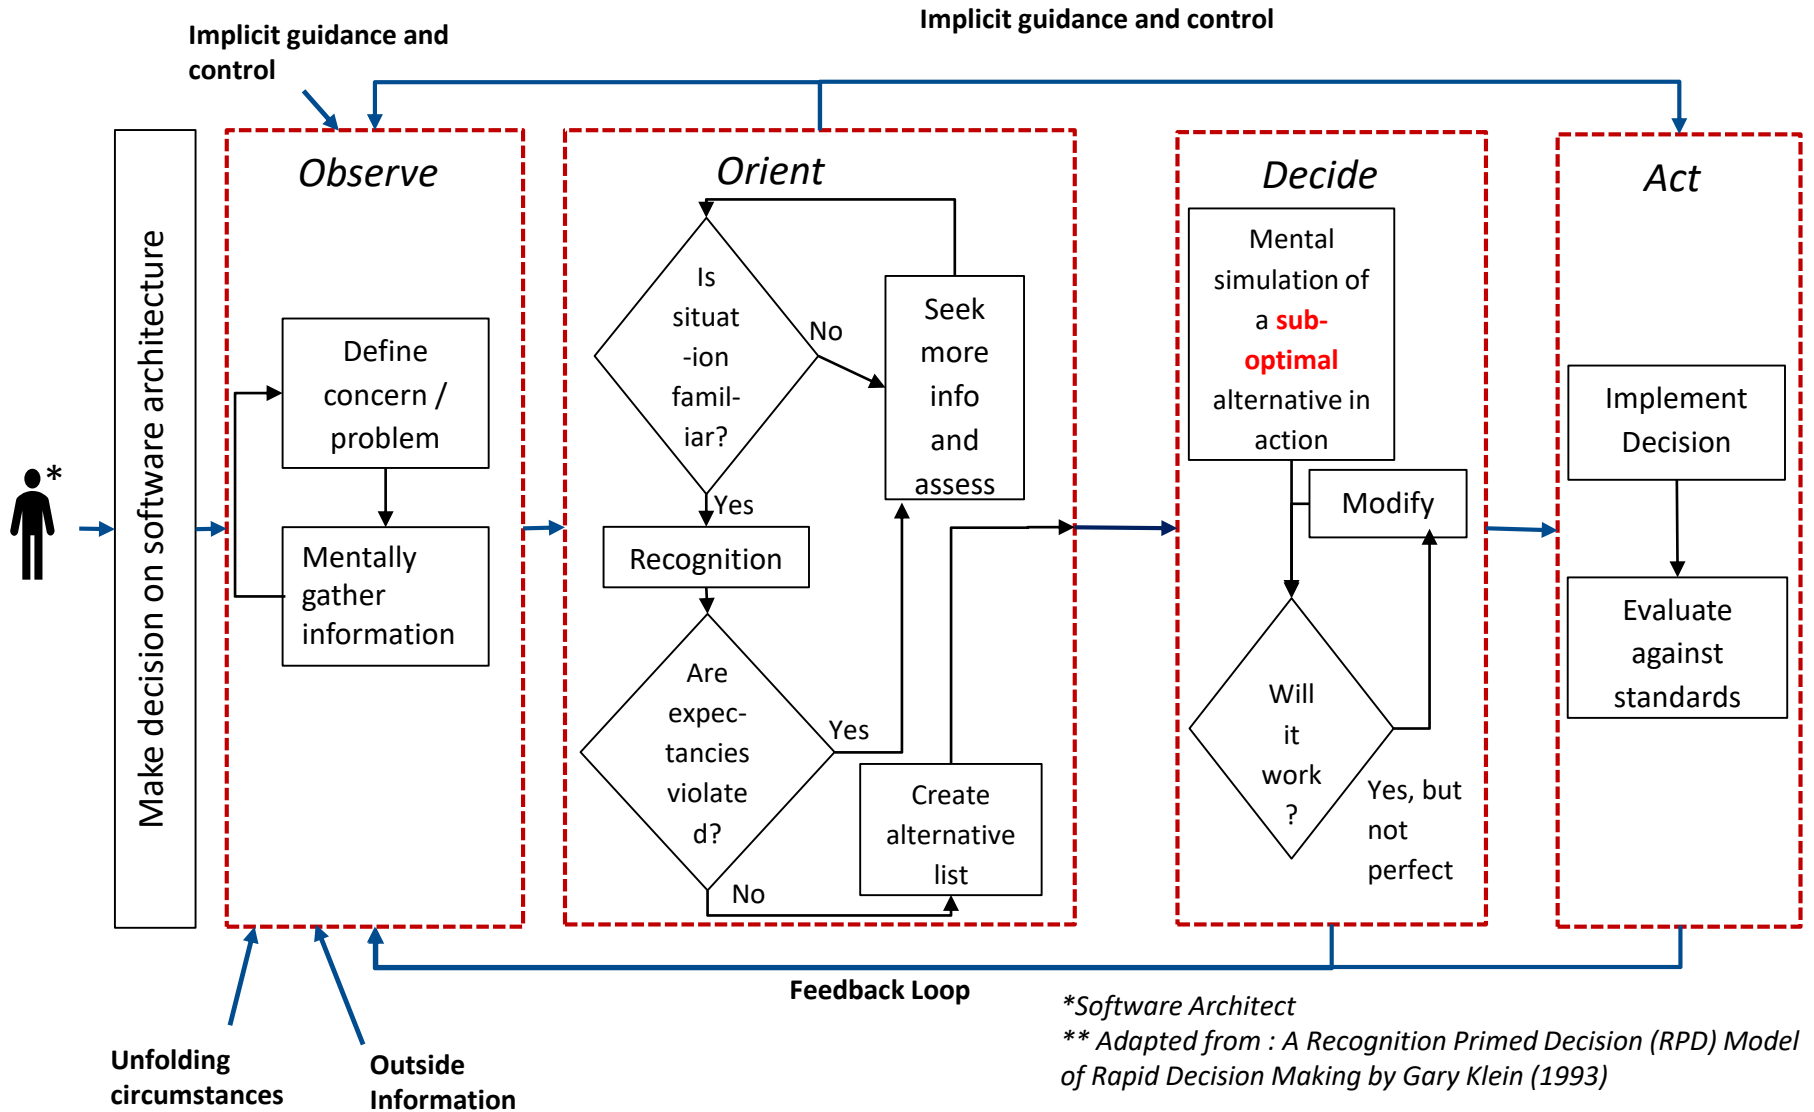 Implicit guidance and control
Implicit guidance and
control
Make decision on software architecture
*
Observe
Define
concern /
problem
Mentally
gather
information
Orient
Is
situat
-ion
famil-
iar?
No
Seek
more
info
and
assess
Yes
Recognition
Are
expec-
tancies
violate
d?
Yes
No
Create
alternative
list
Decide
Mental
simulation of
a sub-
optimal
alternative in
action
Modify
Will
it
work
?
Yes, but
not
perfect
Act
Implement
Decision
Evaluate
against
standards
Feedback Loop
Unfolding
circumstances
Outside
Information
*Software Architect
** Adapted from : A Recognition Primed Decision (RPD) Model
of Rapid Decision Making by Gary Klein (1993)